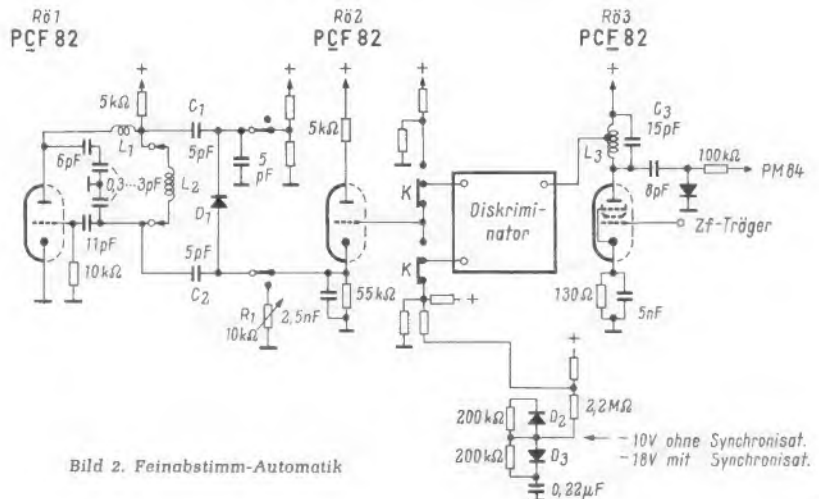 Rö1
PCF 82
Rö2
PCF 82
Rö3
PCF 82
+
+
+
+
+
5kΩ
C1
5pF
5 pF
5kΩ
L1
6pF
0,3...3pF
L2
D1
11pF
10kΩ
5pF
C2
R1
10kΩ
2,5nF
55kΩ
K
K
+
Diskrimi-
nator
L3
C3
15pF
8pF
100kΩ
PM84
Zf-Träger
130Ω
5nF
+
2,2MΩ
200kΩ
D2
200kΩ
D3
0,22µF
-10V ohne Synchronisat.
-18V mit Synchronisat.
Bild 2. Feinabstimm-Automatik